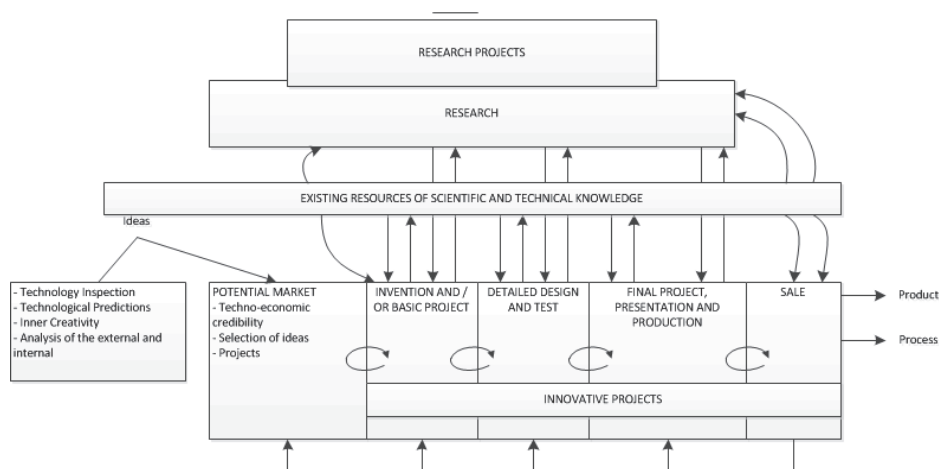 RESEARCH PROJECTS
RESEARCH
EXISTING RESOURCES OF SCIENTIFIC AND TECHNICAL KNOWLEDGE
Ideas
- Technology Inspection
- Technological Predictions
- Inner Creativity
- Analysis of the external and
internal
POTENTIAL MARKET
- Techno-economic
credibility
- Selection of ideas
- Projects
INVENTION AND /
OR BASIC PROJECT
DETAILED DESIGN
AND TEST
FINAL PROJECT,
PRESENTATION AND
PRODUCTION
SALE
Product
Process
INNOVATIVE PROJECTS